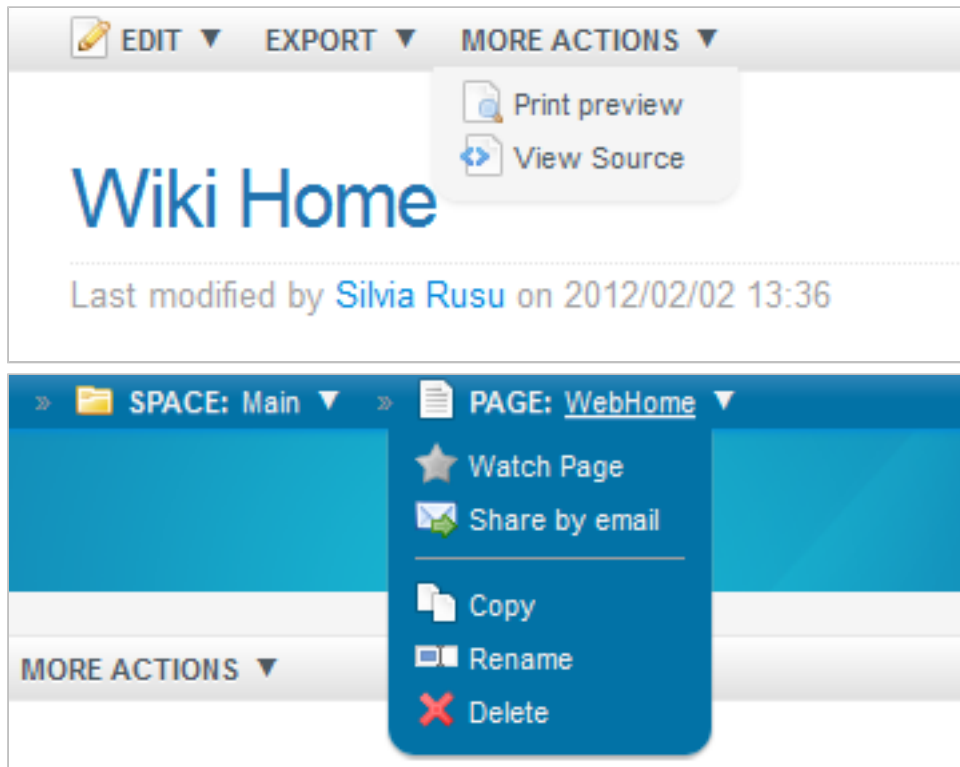 EDIT ▼ EXPORT ▼ MORE ACTIONS ▼
Print preview
View Source
Wiki Home
Last modified by Silvia Rusu on 2012/02/02 13:36
» SPACE: Main ▼ » PAGE: WebHome ▼
Watch Page
Share by email
Copy
Rename
MORE ACTIONS ▼
Delete